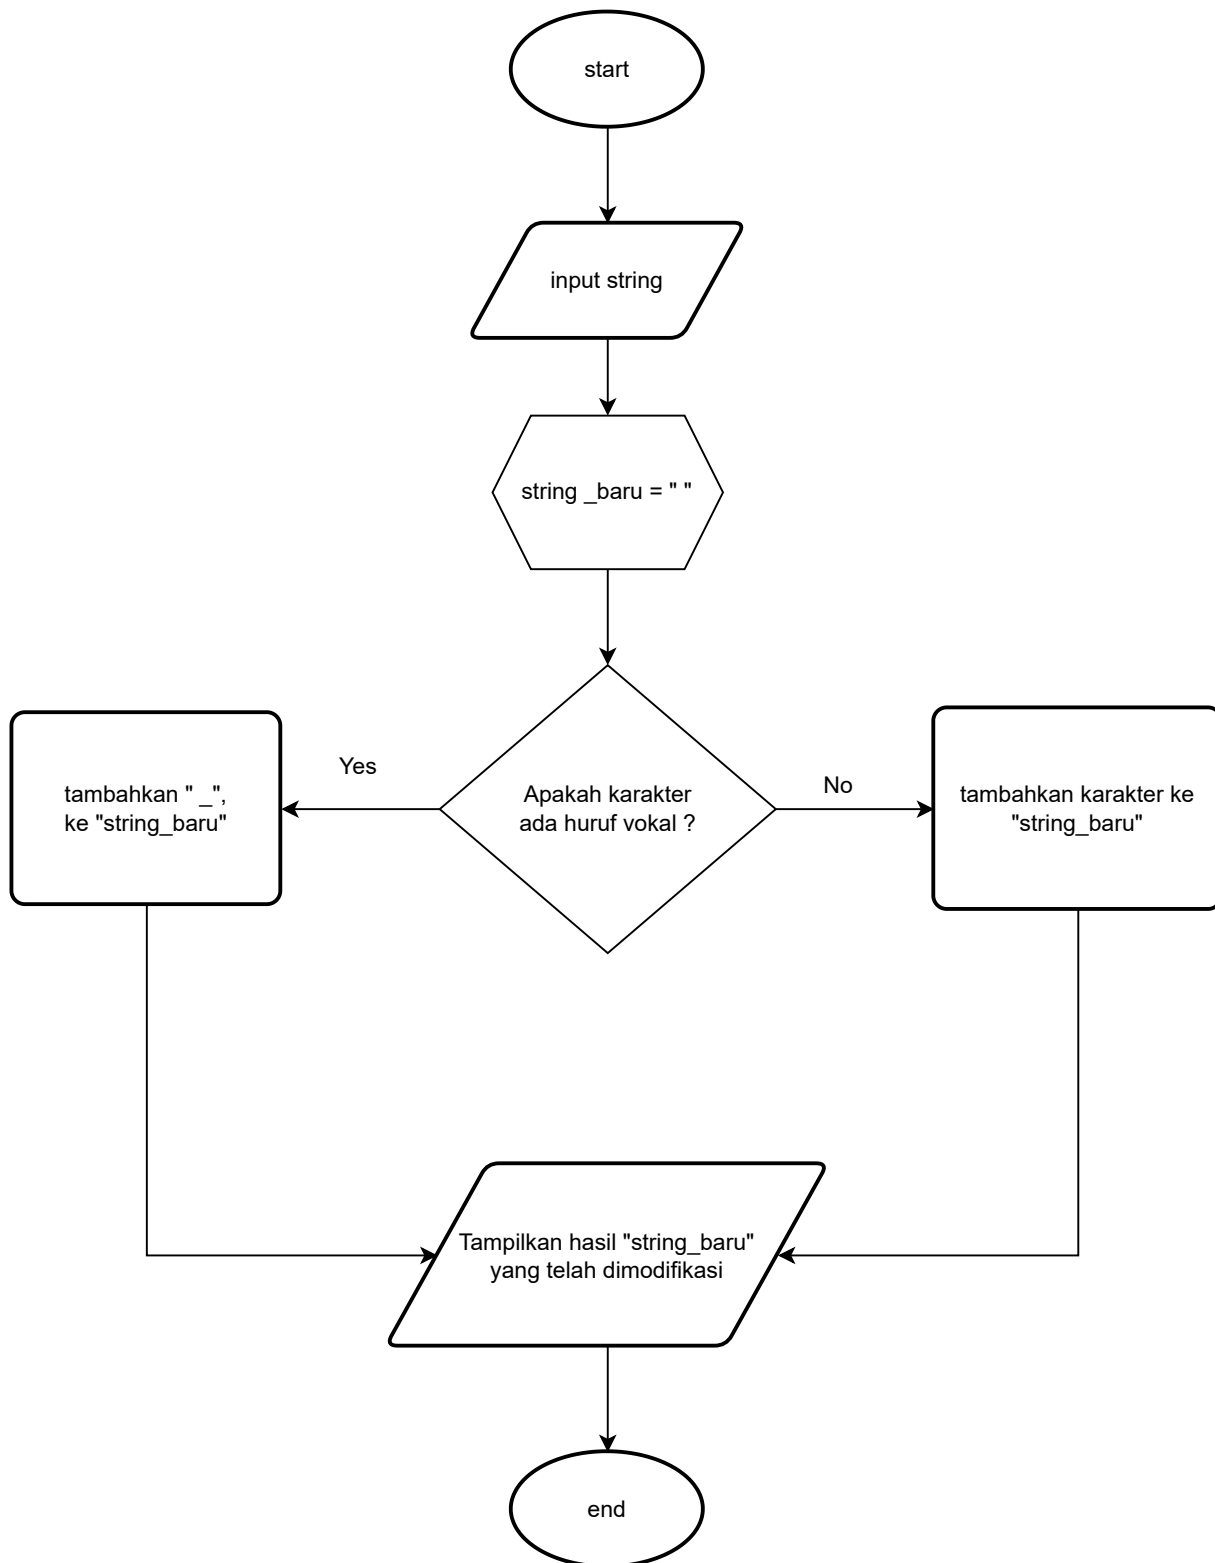 start
input string
string _baru = " "
Yes
No
tambahkan " _",
ke "string_baru"
Apakah karakter
ada huruf vokal ?
tambahkan karakter ke
"string_baru"
Tampilkan hasil "string_baru"
yang telah dimodifikasi
end